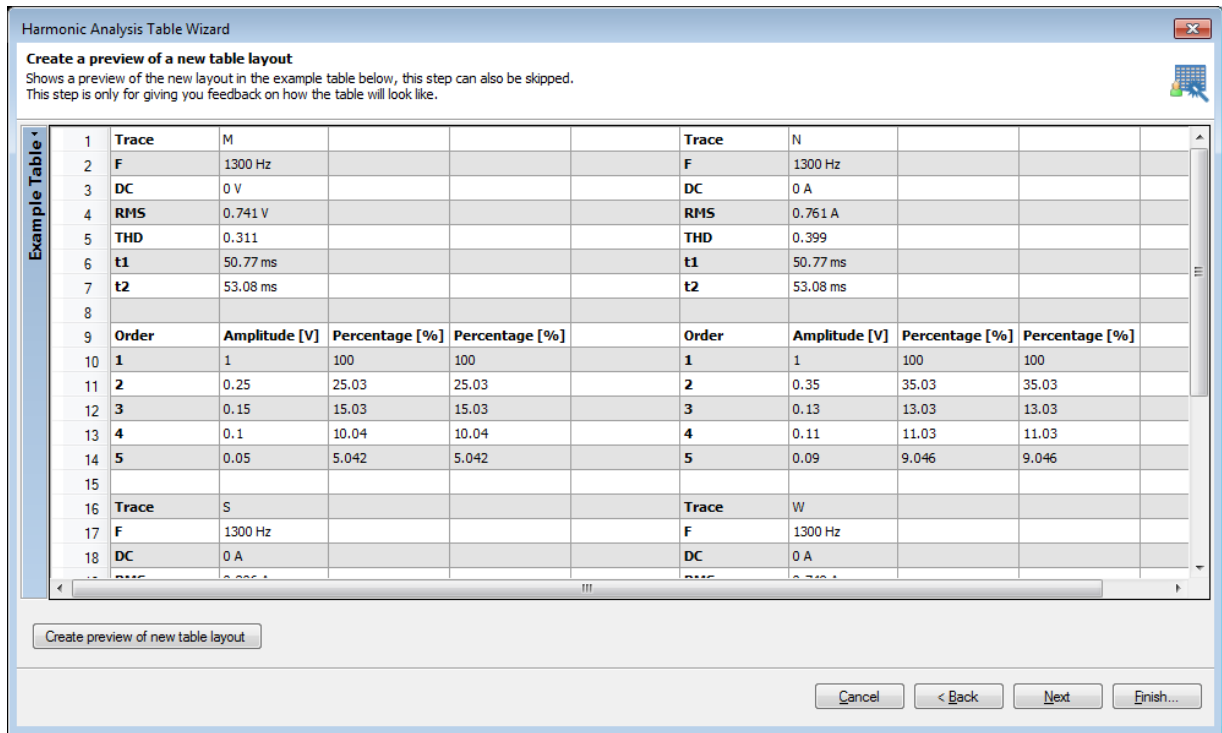 Harmonic Analysis Table Wizard
Create a preview of a new table layout
Shows a preview of the new layout in the example table below, this step can also be skipped.
This step is only for giving you feedback on how the table will look like.
Example Table
1 Trace M Trace N
2 F 1300 Hz F 1300 Hz
3 DC 0 V DC 0 A
4 RMS 0.741 V RMS 0.761 A
5 THD 0.311 THD 0.399
6 t1 50.77 ms t1 50.77 ms
7 t2 53.08 ms t2 53.08 ms
8
9 Order Amplitude [V] Percentage [%] Percentage [%] Order Amplitude [V] Percentage [%] Percentage [%]
10 1 1 100 100 1 1 100 100
11 2 0.25 25.03 25.03 2 0.35 35.03 35.03
12 3 0.15 15.03 15.03 3 0.13 13.03 13.03
13 4 0.1 10.04 10.04 4 0.11 11.03 11.03
14 5 0.05 5.042 5.042 5 0.09 9.046 9.046
15
16 Trace S Trace W
17 F 1300 Hz F 1300 Hz
18 DC 0 A DC 0 A
Create preview of new table layout
Cancel < Back Next Finish...